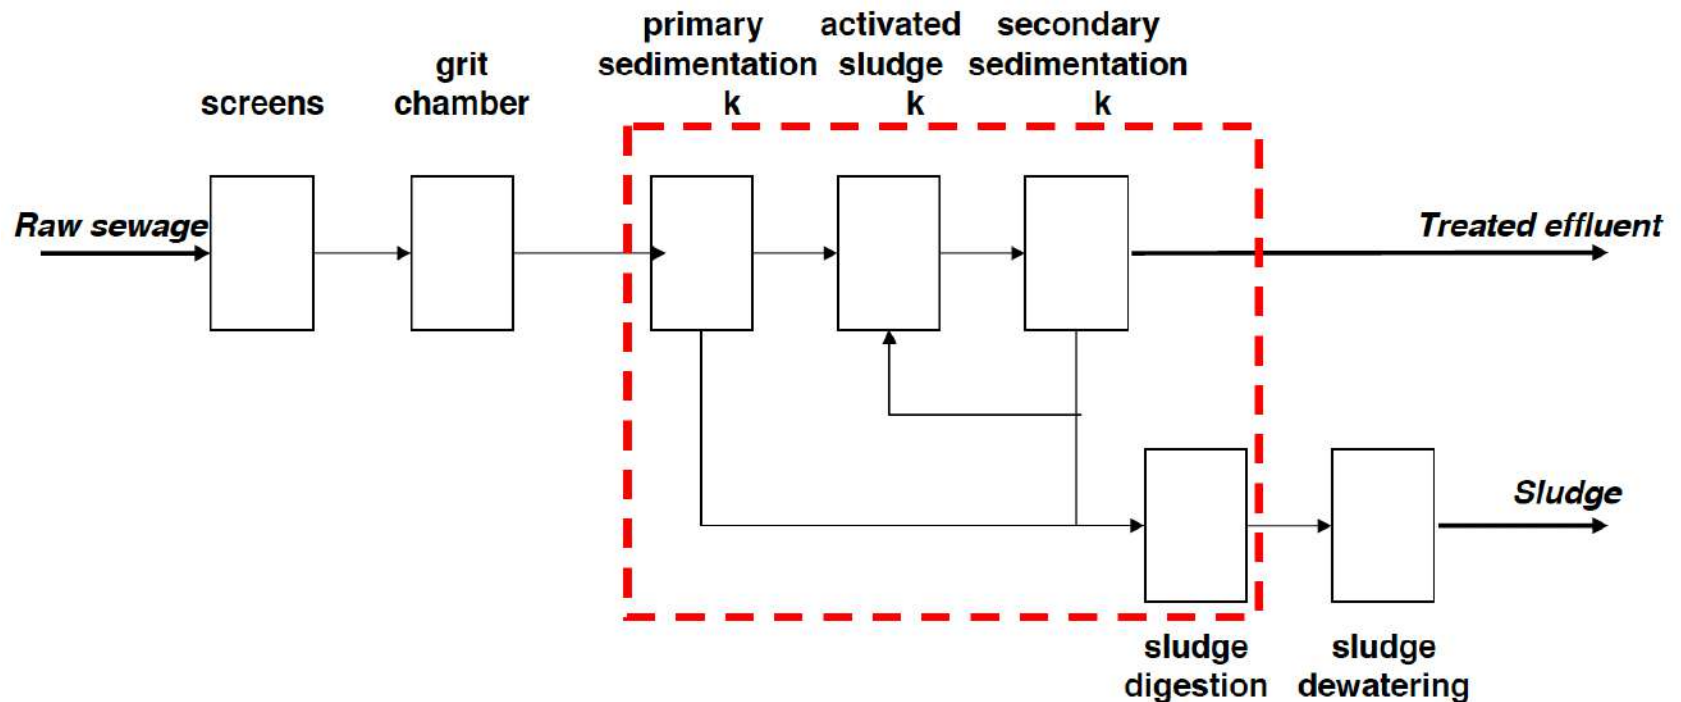 screens
grit
chamber
primary
sedimentation
k
activated
sludge
k
secondary
sedimentation
k
Raw sewage
Treated effluent
Sludge
sludge
digestion
sludge
dewatering